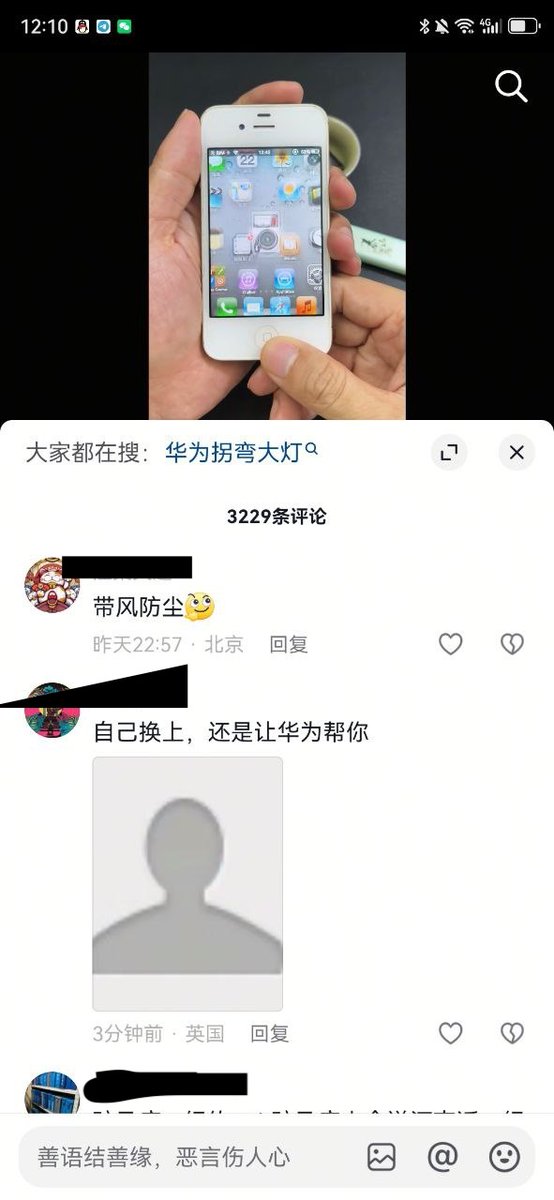 12:10
4G
大家都在搜：华为拐弯大灯
3229条评论
带风防尘
昨天22:57 · 北京 回复
自己换上，还是让华为帮你
3分钟前 · 英国 回复
善语结善缘，恶言伤人心